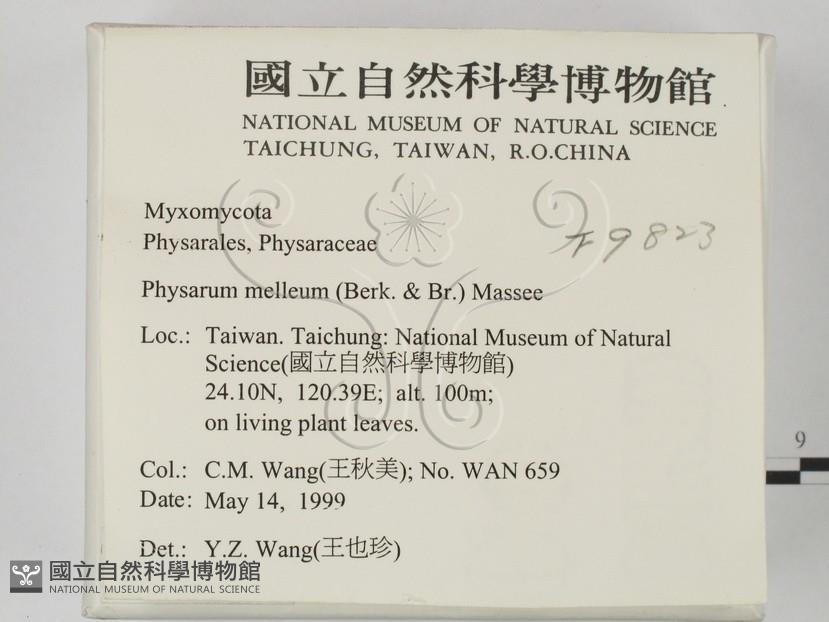 國立自然科學博物館
NATIONAL MUSEUM OF NATURAL SCIENCE
TAICHUNG, TAIWAN, R.O.CHINA
Myxomycota
Physarales, Physaraceae
F9823
Physarum melleum (Berk. & Br.) Massee
Loc.: Taiwan. Taichung: National Museum of Natural
Science(國立自然科學博物館)
24.10N, 120.39E; alt. 100m;
on living plant leaves.
Col.: C.M. Wang(王秋美); No. WAN 659
Date: May 14, 1999
Det.: Y.Z. Wang(王也珍)
9
國立自然科學博物館
NATIONAL MUSEUM OF NATURAL SCIENCE